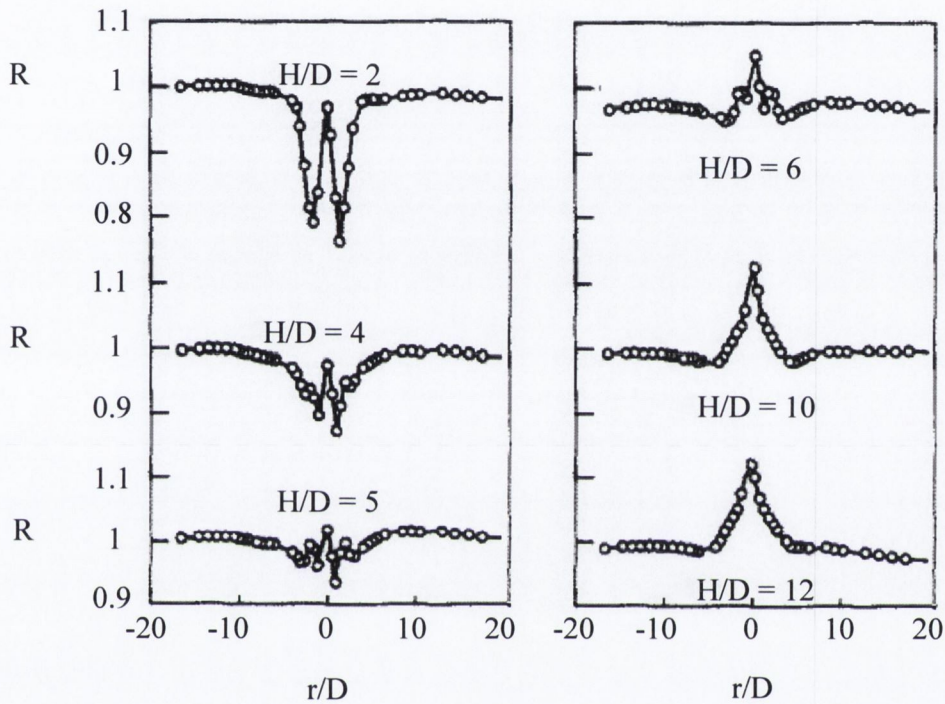 1.1
R
1
H/D = 2
0.9
H/D = 6
0.8
1.1
R
1
H/D = 4
0.9
H/D = 10
1.1
H/D = 5
R
1
0.9
H/D = 12
-20 -10 0 10 20
-20 -10 0 10 20
r/D
r/D